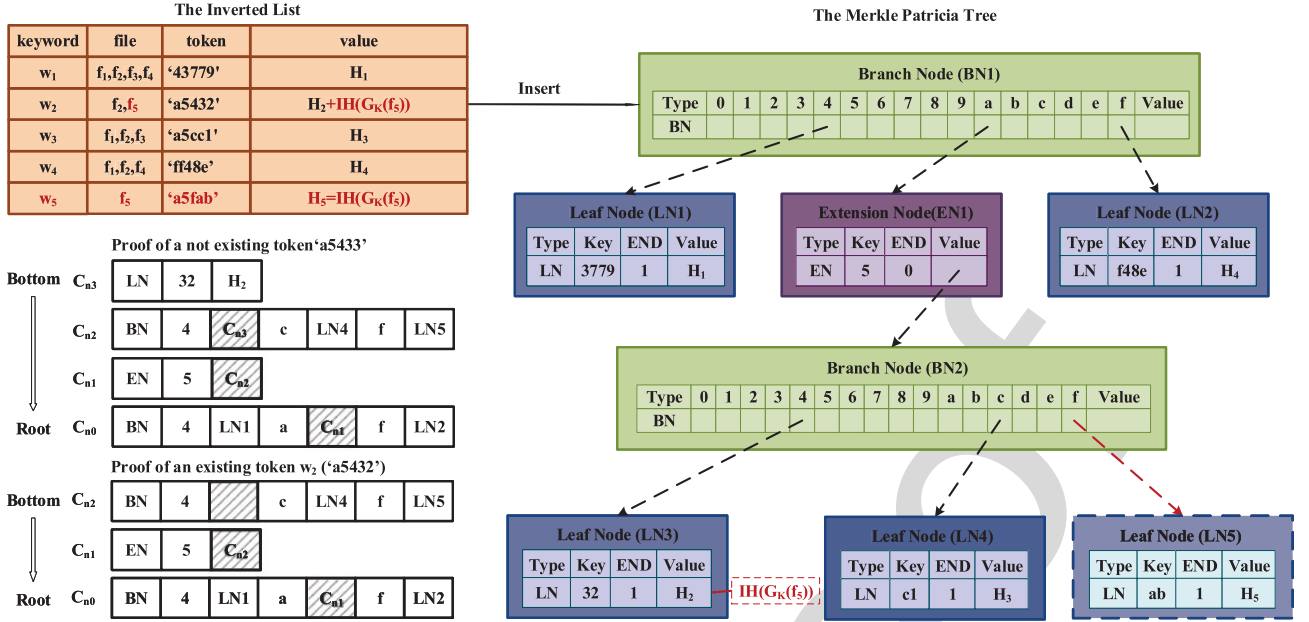 The Inverted List
keyword file token value
w1 f1,f2,f3,f4 '43779' H1
w2 f2,f5 'a5432' H2+IH(GK(f5))
w3 f1,f2,f3 'a5cc1' H3
w4 f1,f2,f4 'ff48e' H4
w5 f5 'a5fab' H5=IH(GK(f5))
Insert
The Merkle Patricia Tree
Branch Node (BN1)
Type 0 1 2 3 4 5 6 7 8 9 a b c d e f Value
BN
Leaf Node (LN1)
Type Key END Value
LN 3779 1 H1
Extension Node(EN1)
Type Key END Value
EN 5 0
Leaf Node (LN2)
Type Key END Value
LN f48e 1 H4
Branch Node (BN2)
Type 0 1 2 3 4 5 6 7 8 9 a b c d e f Value
BN
Leaf Node (LN3)
Type Key END Value
LN 32 1 H2
IH(GK(f5))
Leaf Node (LN4)
Type Key END Value
LN c1 1 H3
Leaf Node (LN5)
Type Key END Value
LN ab 1 H5
Proof of a not existing token'a5433'
Bottom
Root
Cn3 LN 32 H2
Cn2 BN 4 Cn3 c LN4 f LN5
Cn1 EN 5 Cn2
Cn0 BN 4 LN1 a Cn1 f LN2
Proof of an existing token w2 ('a5432')
Bottom
Root
Cn2 BN 4 c LN4 f LN5
Cn1 EN 5 Cn2
Cn0 BN 4 LN1 a Cn1 f LN2